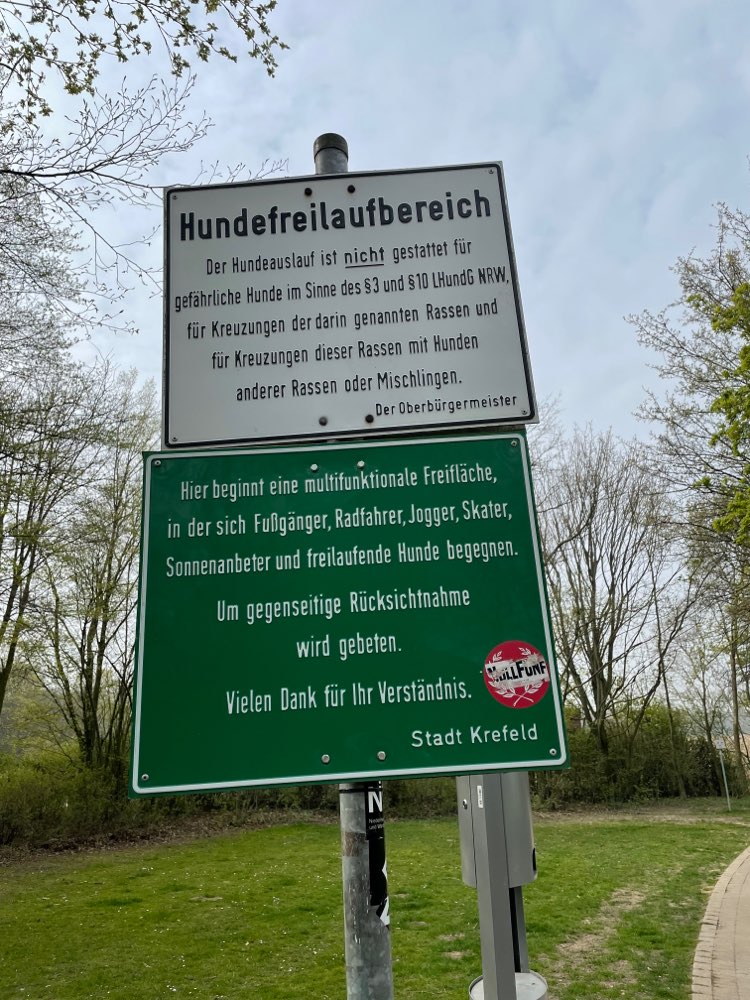 Hundefreilaufbereich
Der Hundeauslauf ist nicht gestattet für
gefährliche Hunde im Sinne des §3 und §10 LHundG NRW,
für Kreuzungen der darin genannten Rassen und
für Kreuzungen dieser Rassen mit Hunden
anderer Rassen oder Mischlingen.
Der Oberbürgermeister
Hier beginnt eine multifunktionale Freifläche,
in der sich Fußgänger, Radfahrer, Jogger, Skater,
Sonnenanbeter und freilaufende Hunde begegnen.
Um gegenseitige Rücksichtnahme
wird gebeten.
Vielen Dank für Ihr Verständnis.
NULLFÜNF
Stadt Krefeld
N